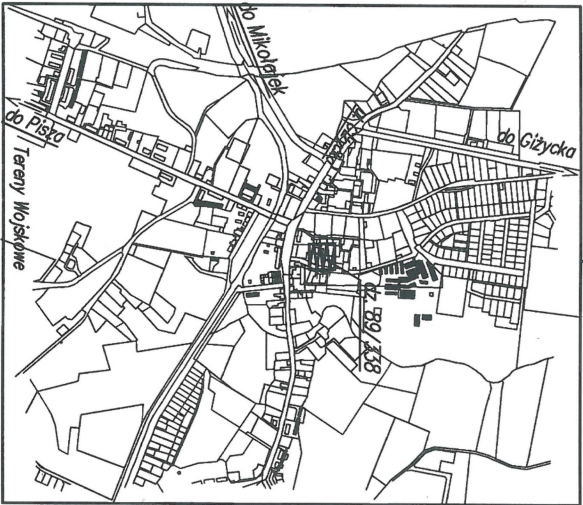 do Mikołajek
do Pisza
do Giżycka
Tereny Wojskowe
dz. 89, 338